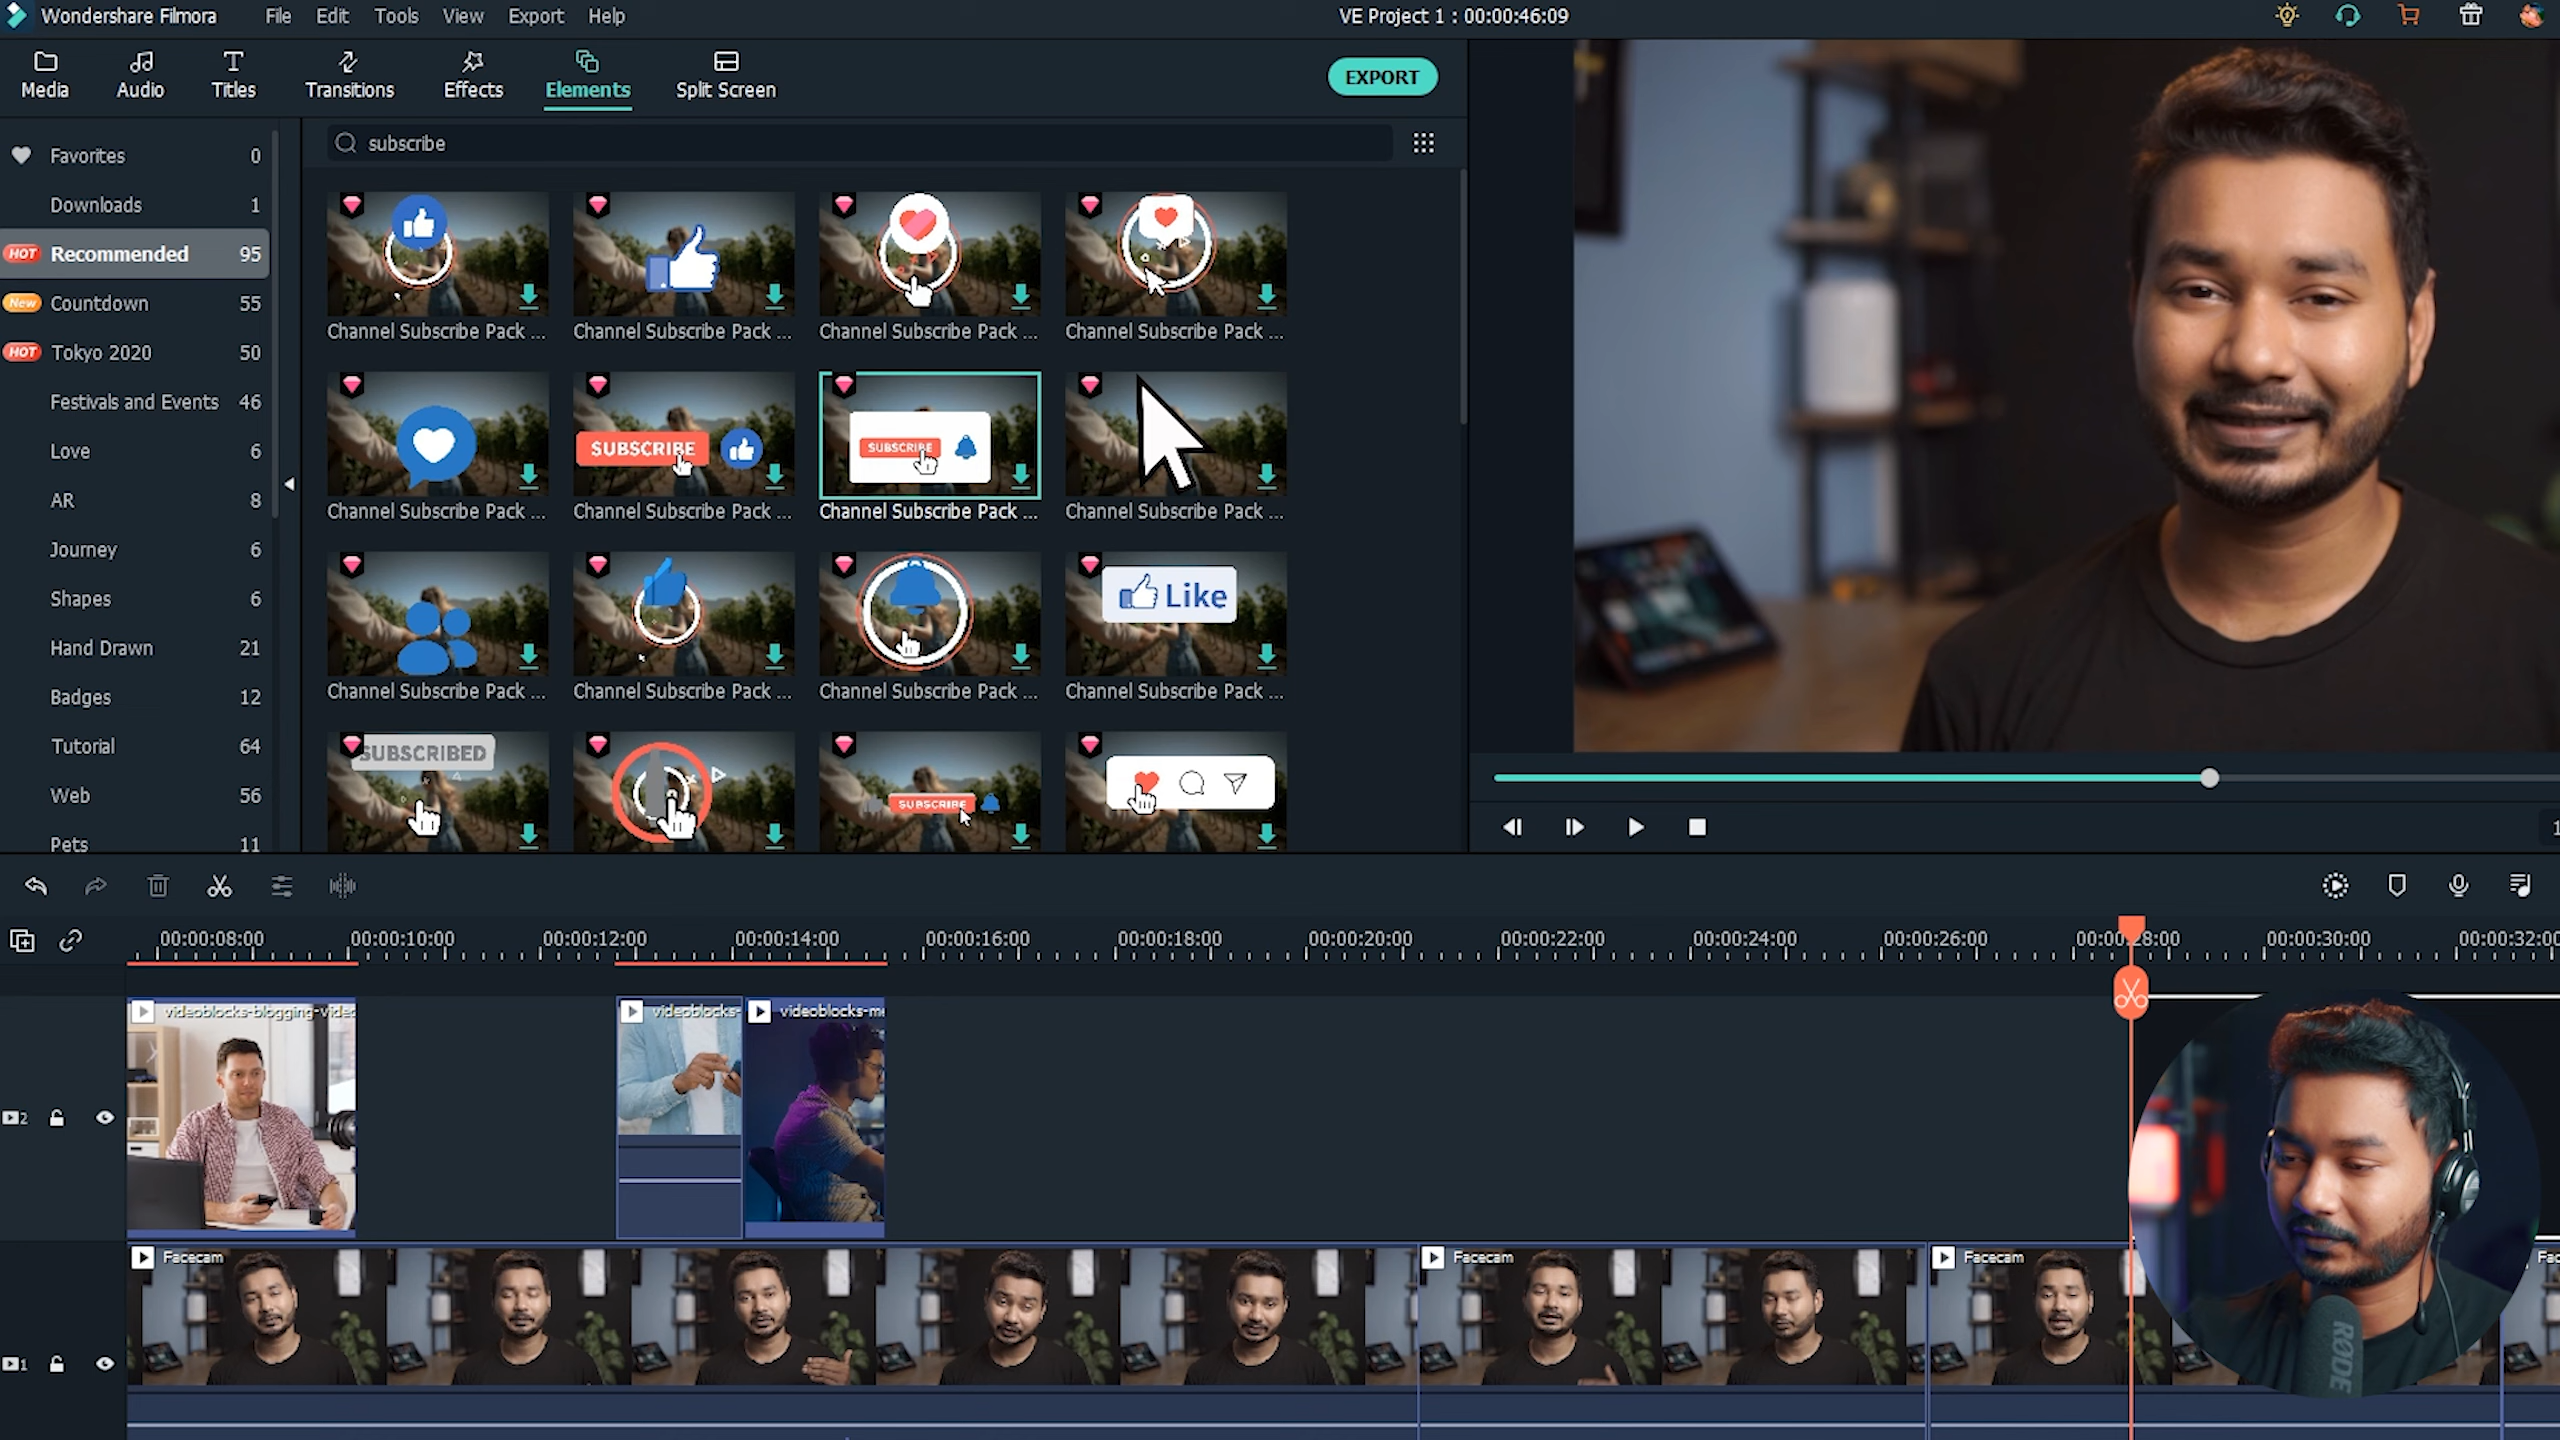 Wondershare Filmora File Edit Tools View Export Help VE Project 1 : 00:00:46:09
Media Audio Titles Transitions Effects Elements Split Screen EXPORT
subscribe
Favorites 0
Downloads 1
HOT Recommended 95
New Countdown 55
HOT Tokyo 2020 50
Festivals and Events 46
Love 6
AR 8
Journey 6
Shapes 6
Hand Drawn 21
Badges 12
Tutorial 64
Web 56
Pets 11
Channel Subscribe Pack ... Channel Subscribe Pack ... Channel Subscribe Pack ... Channel Subscribe Pack ...
SUBSCRIBE SUBSCRIBE
Channel Subscribe Pack ... Channel Subscribe Pack ... Channel Subscribe Pack ... Channel Subscribe Pack ...
Like
Channel Subscribe Pack ... Channel Subscribe Pack ... Channel Subscribe Pack ... Channel Subscribe Pack ...
SUBSCRIBED
SUBSCRIBE
00:00:08:00 00:00:10:00 00:00:12:00 00:00:14:00 00:00:16:00 00:00:18:00 00:00:20:00 00:00:22:00 00:00:24:00 00:00:26:00 00:00:28:00 00:00:30:00 00:00:32:0
videoblocks-blogging-vide videoblocks- videoblocks-m
2
Facecam Facecam Facecam Fac
1
RØDE